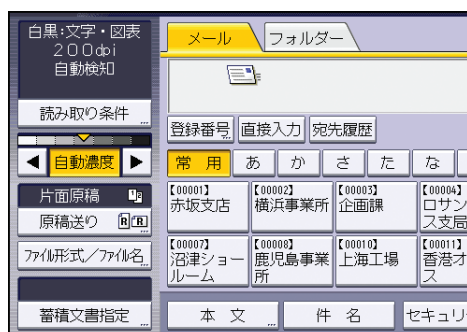 白黒:文字・図表
200dpi
自動検知
読み取り条件
自動濃度
片面原稿
原稿送り
ファイル形式/ファイル名
蓄積文書指定
メール
フォルダー
登録番号
直接入力
宛先履歴
常用
あ
か
さ
た
な
【00001】
赤坂支店
【00002】
横浜事業所
【00003】
企画課
【00004】
ロサン
ス支局
【00007】
沼津ショー
ルーム
【00008】
鹿児島事業
所
【00010】
上海工場
【00011】
香港オ
ス
本文
件名
セキュリ